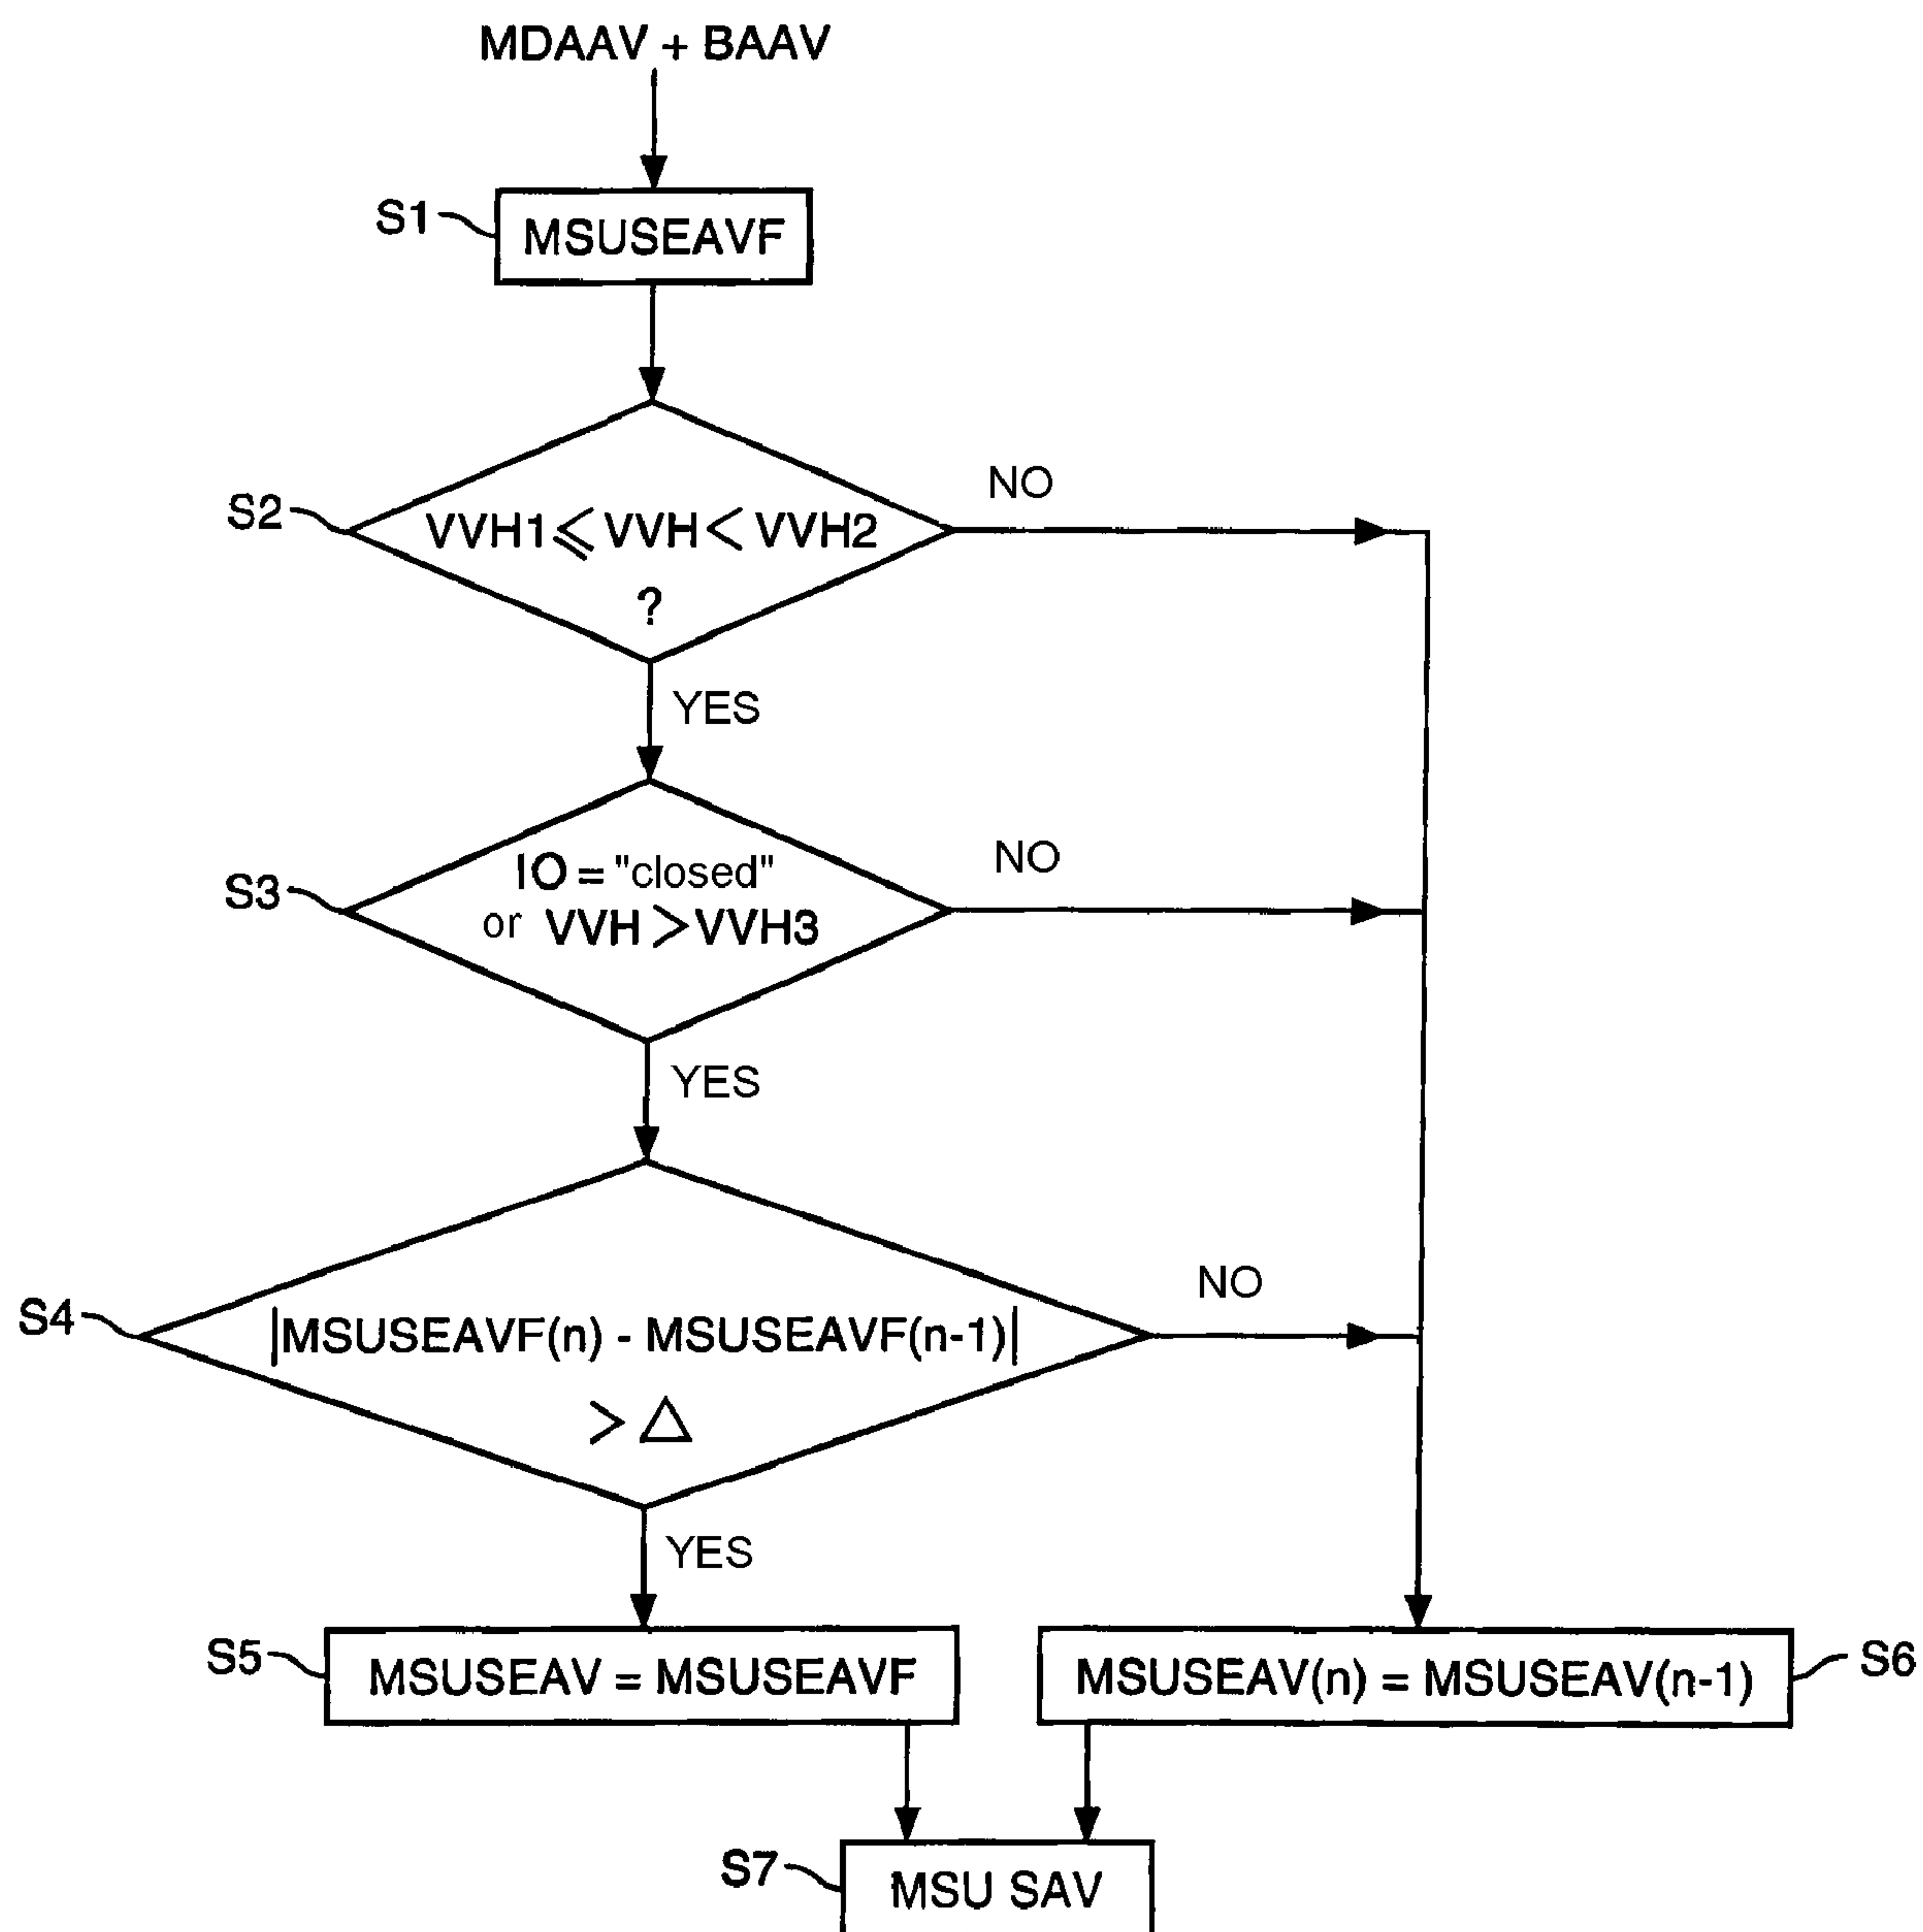 MDAAV + BAAV
S1
MSUSEAVF
S2
VVH1 ⩽ VVH < VVH2
?
NO
YES
S3
IO = "closed"
or VVH > VVH3
NO
YES
S4
|MSUSEAVF(n) - MSUSEAVF(n-1)|
> △
NO
YES
S5
MSUSEAV = MSUSEAVF
MSUSEAV(n) = MSUSEAV(n-1)
S6
S7
MSU SAV